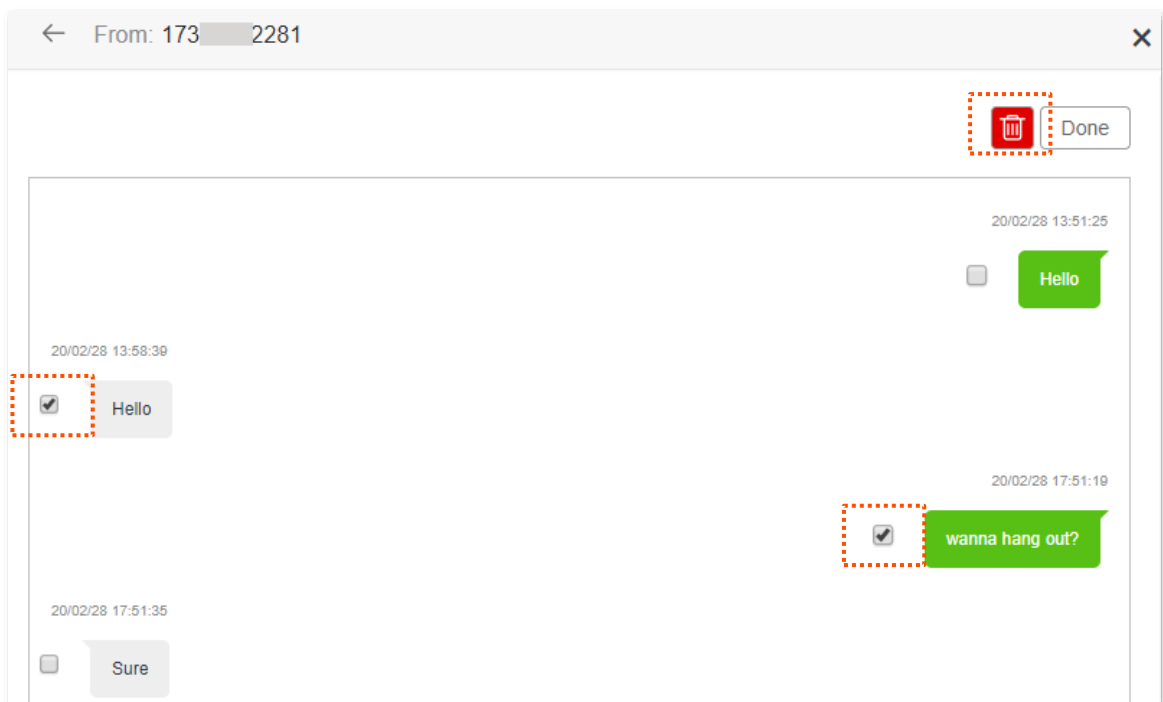 From: 173 2281
Done
20/02/28 13:51:25
Hello
20/02/28 13:58:39
Hello
20/02/28 17:51:19
wanna hang out?
20/02/28 17:51:35
Sure